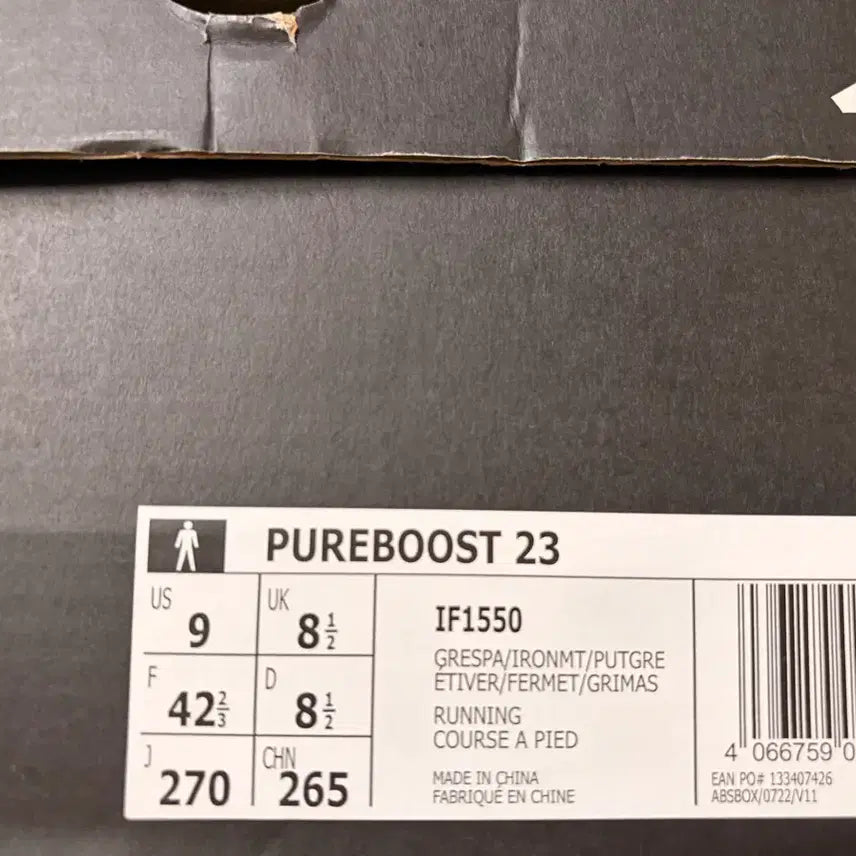 PUREBOOST 23
US 9
UK 8 1/2
F 42 2/3
D 8 1/2
J 270
CHN 265
IF1550
GRESPA/IRONMT/PUTGRE
ETIVER/FERMET/GRIMAS
RUNNING
COURSE A PIED
MADE IN CHINA
FABRIQUÉ EN CHINE
4 066759 0
EAN PO# 133407426
ABSBOX/0722/V11